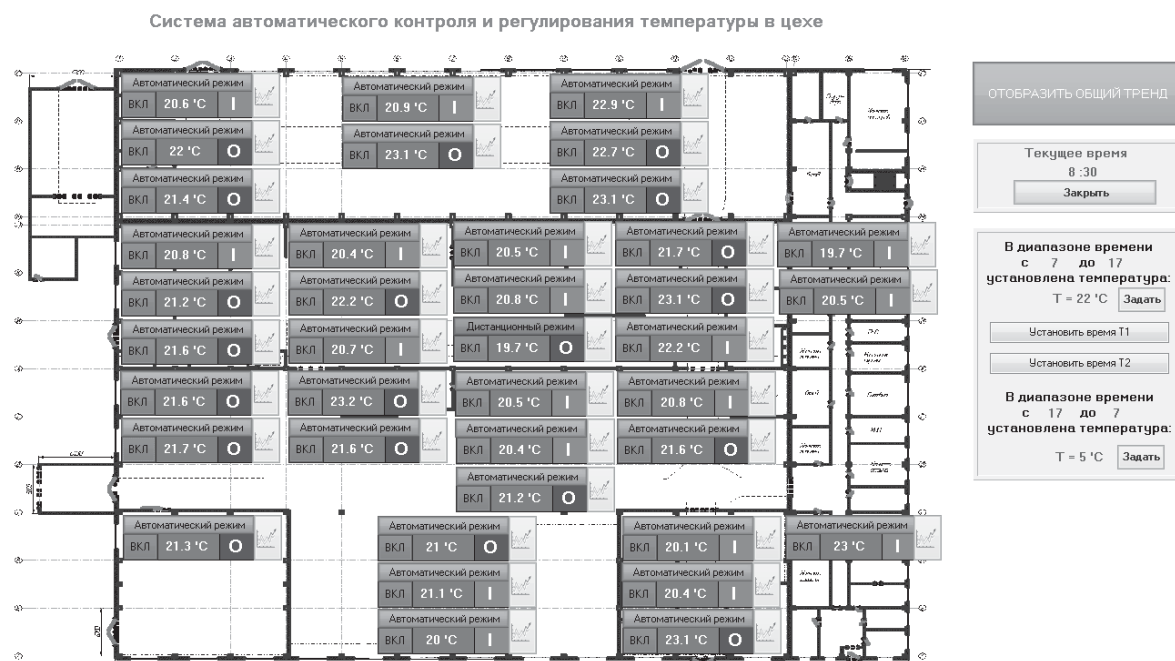 Система автоматического контроля и регулирования температуры в цехе
Автоматический режим
ВКЛ 20.6 'C I
Автоматический режим
ВКЛ 22 'C O
Автоматический режим
ВКЛ 21.4 'C O
Автоматический режим
ВКЛ 20.9 'C I
Автоматический режим
ВКЛ 23.1 'C O
Автоматический режим
ВКЛ 22.9 'C I
Автоматический режим
ВКЛ 22.7 'C O
Автоматический режим
ВКЛ 23.1 'C O
Автоматический режим
ВКЛ 20.8 'C I
Автоматический режим
ВКЛ 21.2 'C O
Автоматический режим
ВКЛ 21.6 'C O
Автоматический режим
ВКЛ 20.4 'C I
Автоматический режим
ВКЛ 22.2 'C O
Автоматический режим
ВКЛ 20.7 'C I
Автоматический режим
ВКЛ 20.5 'C I
Автоматический режим
ВКЛ 20.8 'C I
Дистанционный режим
ВКЛ 19.7 'C O
Автоматический режим
ВКЛ 21.7 'C O
Автоматический режим
ВКЛ 23.1 'C O
Автоматический режим
ВКЛ 22.2 'C I
Автоматический режим
ВКЛ 19.7 'C I
Автоматический режим
ВКЛ 20.5 'C I
Автоматический режим
ВКЛ 21.6 'C O
Автоматический режим
ВКЛ 21.7 'C O
Автоматический режим
ВКЛ 23.2 'C O
Автоматический режим
ВКЛ 21.6 'C O
Автоматический режим
ВКЛ 20.5 'C I
Автоматический режим
ВКЛ 20.4 'C I
Автоматический режим
ВКЛ 21.2 'C O
Автоматический режим
ВКЛ 20.8 'C I
Автоматический режим
ВКЛ 21.6 'C O
Автоматический режим
ВКЛ 21.3 'C O
Автоматический режим
ВКЛ 21 'C O
Автоматический режим
ВКЛ 21.1 'C I
Автоматический режим
ВКЛ 20 'C I
Автоматический режим
ВКЛ 20.1 'C I
Автоматический режим
ВКЛ 20.4 'C I
Автоматический режим
ВКЛ 23.1 'C O
Автоматический режим
ВКЛ 23 'C I
ОТОБРАЗИТЬ ОБЩИЙ ТРЕНД
Текущее время
8 :30
Закрыть
В диапазоне времени
с 7 до 17
установлена температура:
T = 22 'C Задать
Установить время T1
Установить время T2
В диапазоне времени
с 17 до 7
установлена температура:
T = 5 'C Задать